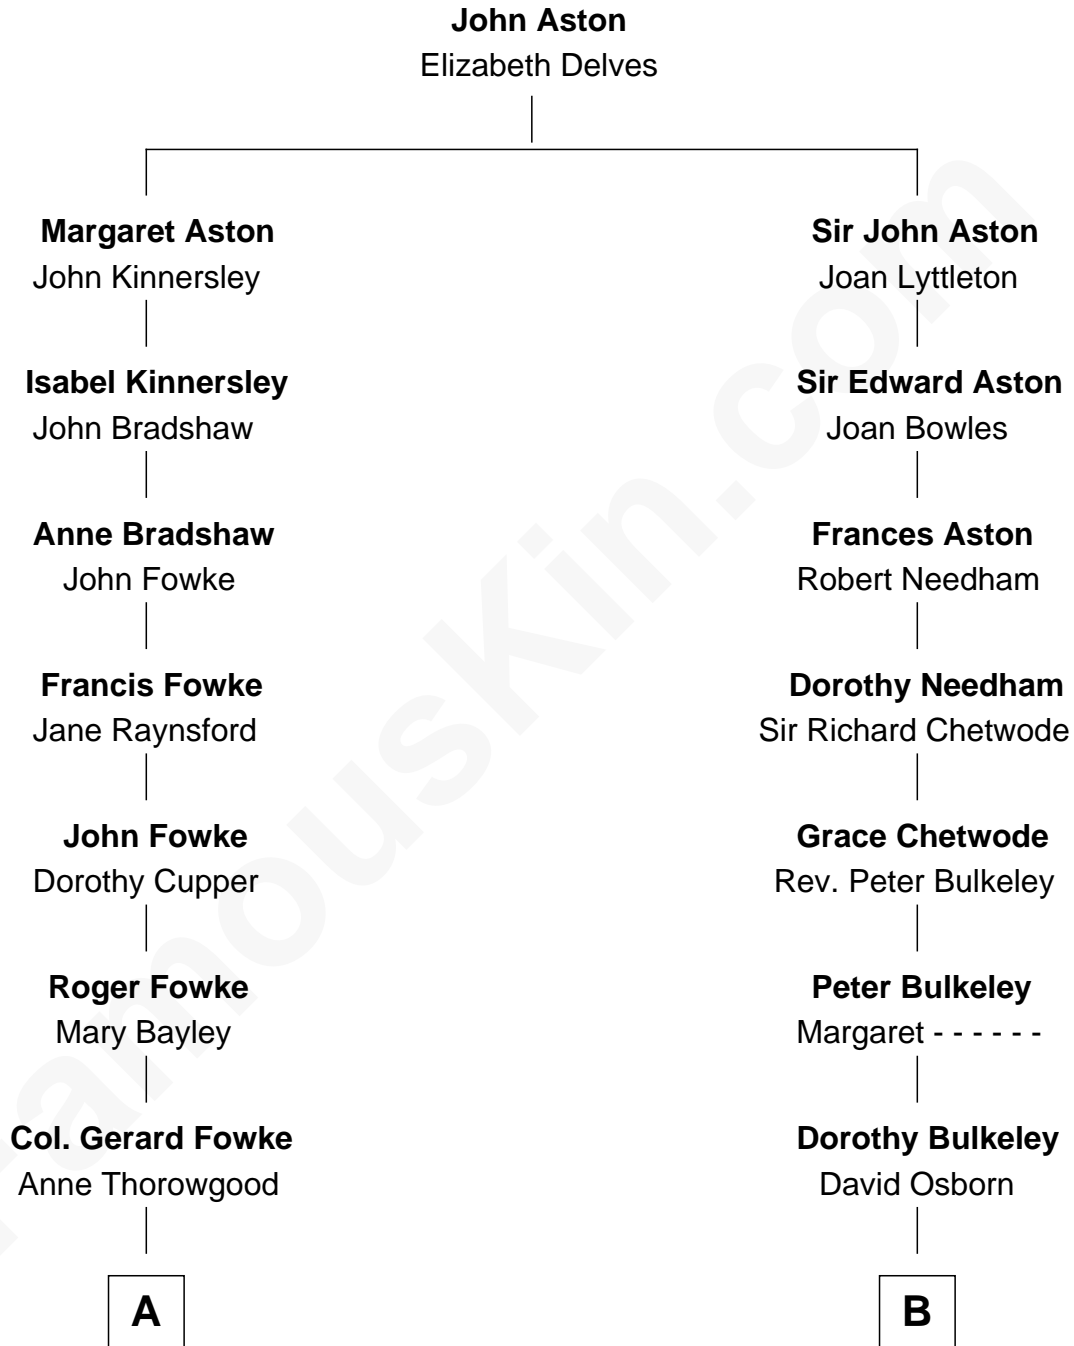 John Aston
Elizabeth Delves
Margaret Aston
John Kinnersley
Isabel Kinnersley
John Bradshaw
Anne Bradshaw
John Fowke
Francis Fowke
Jane Raynsford
John Fowke
Dorothy Cupper
Roger Fowke
Mary Bayley
Col. Gerard Fowke
Anne Thorowgood
A
Sir John Aston
Joan Lyttleton
Sir Edward Aston
Joan Bowles
Frances Aston
Robert Needham
Dorothy Needham
Sir Richard Chetwode
Grace Chetwode
Rev. Peter Bulkeley
Peter Bulkeley
Margaret - - - - - -
Dorothy Bulkeley
David Osborn
B
FamousKin.com